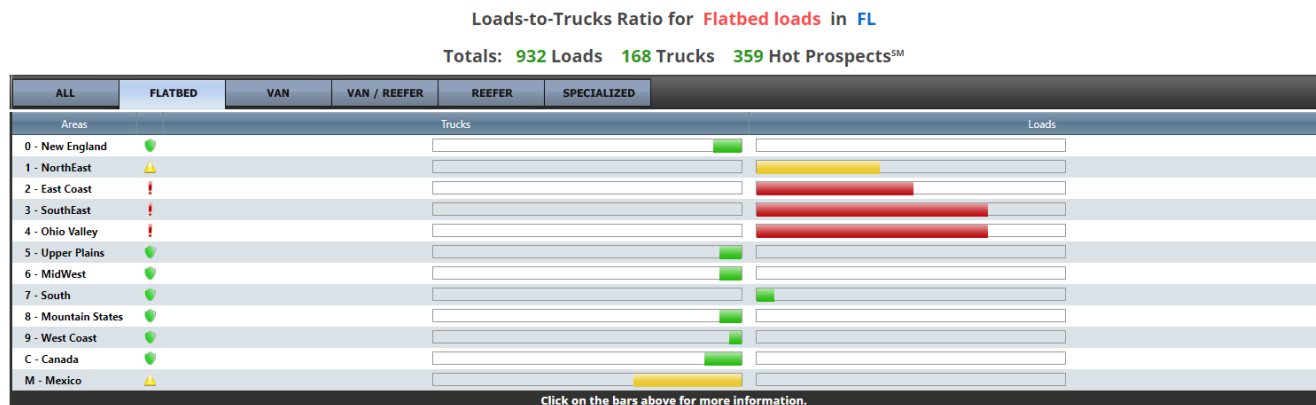 Loads-to-Trucks Ratio for Flatbed loads in FL
Totals: 932 Loads 168 Trucks 359 Hot Prospects℠
ALL FLATBED VAN VAN / REEFER REEFER SPECIALIZED
Areas Trucks Loads
0 - New England
1 - NorthEast
2 - East Coast
3 - SouthEast
4 - Ohio Valley
5 - Upper Plains
6 - MidWest
7 - South
8 - Mountain States
9 - West Coast
C - Canada
M - Mexico
Click on the bars above for more information.